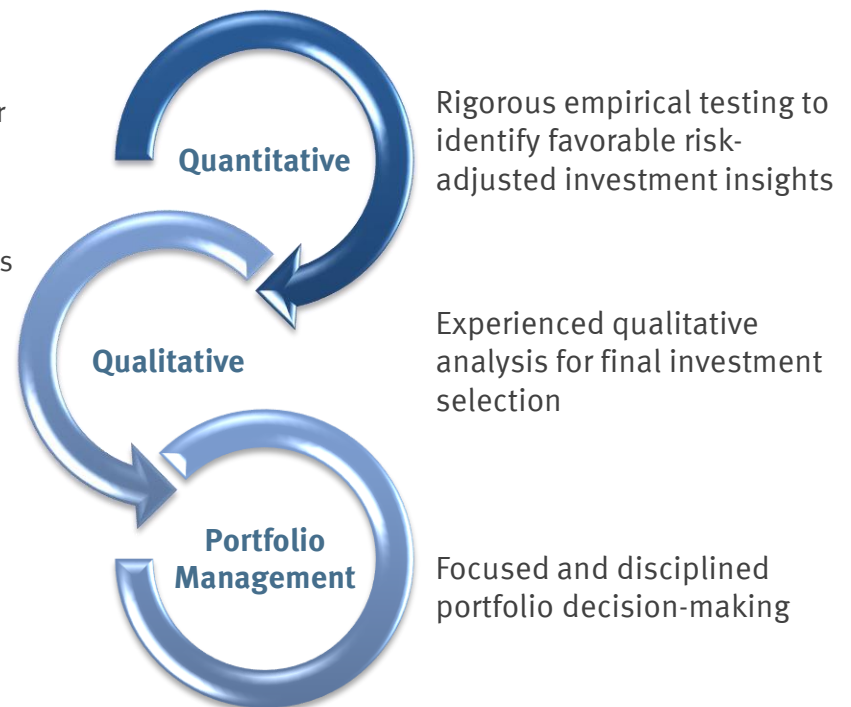 Quantitative
Rigorous empirical testing to
identify favorable risk-
adjusted investment insights
Qualitative
Experienced qualitative
analysis for final investment
selection
Portfolio
Management
Focused and disciplined
portfolio decision-making